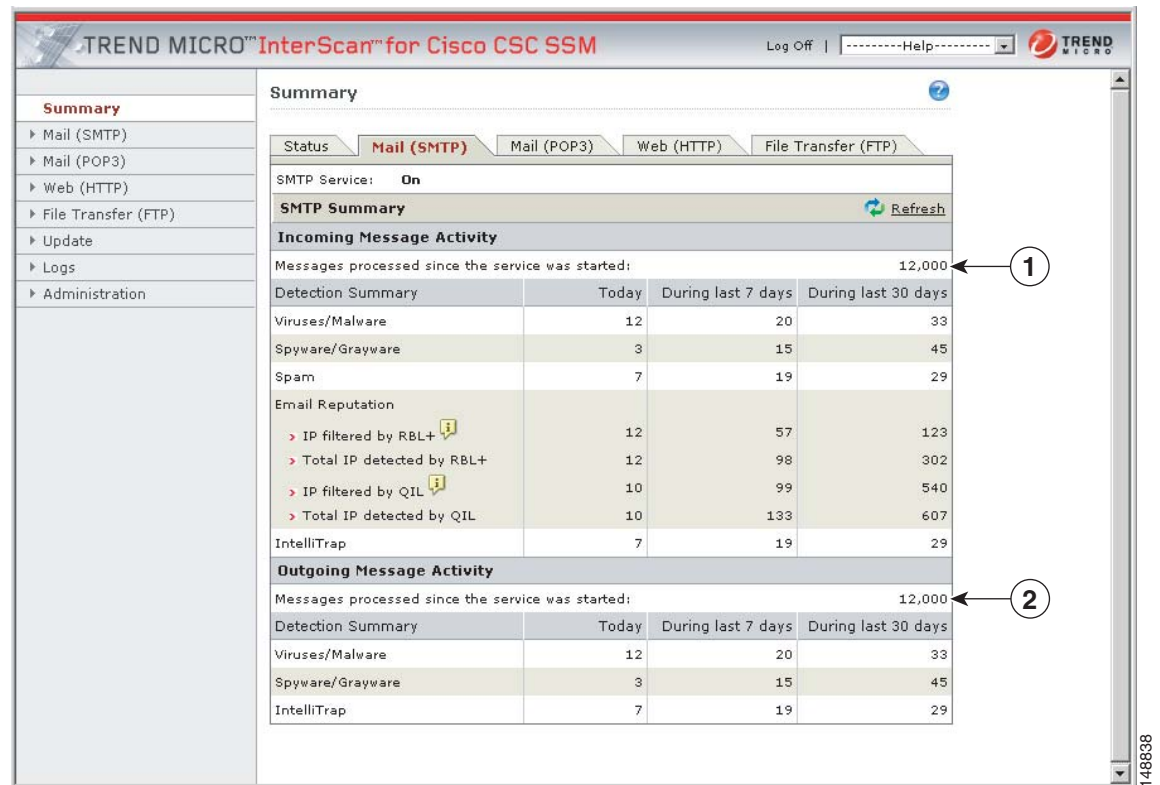 TREND MICRO™ InterScan™ for Cisco CSC SSM
Log Off | ---------Help---------
TREND MICRO
Summary
Mail (SMTP)
Mail (POP3)
Web (HTTP)
File Transfer (FTP)
Update
Logs
Administration
Summary
?
Status Mail (SMTP) Mail (POP3) Web (HTTP) File Transfer (FTP)
SMTP Service: On
SMTP Summary Refresh
Incoming Message Activity
Messages processed since the service was started: 12,000 1
Detection Summary Today During last 7 days During last 30 days
Viruses/Malware 12 20 33
Spyware/Grayware 3 15 45
Spam 7 19 29
Email Reputation
IP filtered by RBL+ 12 57 123
Total IP detected by RBL+ 12 98 302
IP filtered by QIL 10 99 540
Total IP detected by QIL 10 133 607
IntelliTrap 7 19 29
Outgoing Message Activity
Messages processed since the service was started: 12,000 2
Detection Summary Today During last 7 days During last 30 days
Viruses/Malware 12 20 33
Spyware/Grayware 3 15 45
IntelliTrap 7 19 29
148838